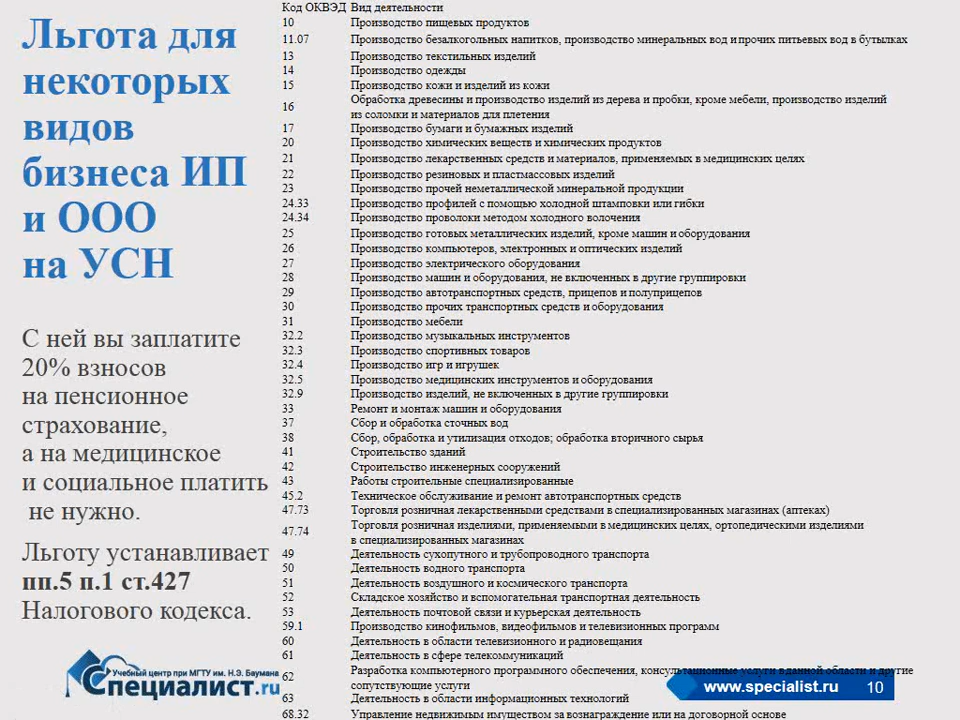 Льгота для
некоторых
видов
бизнеса ИП
и ООО
на УСН
С ней вы заплатите
20% взносов
на пенсионное
страхование,
а на медицинское
и социальное платить
не нужно.
Льготу устанавливает
пп.5 п.1 ст.427
Налогового кодекса.
Код ОКВЭД Вид деятельности
10 Производство пищевых продуктов
11.07 Производство безалкогольных напитков, производство минеральных вод и прочих питьевых вод в бутылках
13 Производство текстильных изделий
14 Производство одежды
15 Производство кожи и изделий из кожи
16 Обработка древесины и производство изделий из дерева и пробки, кроме мебели, производство изделий
из соломки и материалов для плетения
17 Производство бумаги и бумажных изделий
20 Производство химических веществ и химических продуктов
21 Производство лекарственных средств и материалов, применяемых в медицинских целях
22 Производство резиновых и пластмассовых изделий
23 Производство прочей неметаллической минеральной продукции
24.33 Производство профилей с помощью холодной штамповки или гибки
24.34 Производство проволоки методом холодного волочения
25 Производство готовых металлических изделий, кроме машин и оборудования
26 Производство компьютеров, электронных и оптических изделий
27 Производство электрического оборудования
28 Производство машин и оборудования, не включенных в другие группировки
29 Производство автотранспортных средств, прицепов и полуприцепов
30 Производство прочих транспортных средств и оборудования
31 Производство мебели
32.2 Производство музыкальных инструментов
32.3 Производство спортивных товаров
32.4 Производство игр и игрушек
32.5 Производство медицинских инструментов и оборудования
32.9 Производство изделий, не включенных в другие группировки
33 Ремонт и монтаж машин и оборудования
37 Сбор и обработка сточных вод
38 Сбор, обработка и утилизация отходов; обработка вторичного сырья
41 Строительство зданий
42 Строительство инженерных сооружений
43 Работы строительные специализированные
45.2 Техническое обслуживание и ремонт автотранспортных средств
47.73 Торговля розничная лекарственными средствами в специализированных магазинах (аптеках)
47.74 Торговля розничная изделиями, применяемыми в медицинских целях, ортопедическими изделиями
в специализированных магазинах
49 Деятельность сухопутного и трубопроводного транспорта
50 Деятельность водного транспорта
51 Деятельность воздушного и космического транспорта
52 Складское хозяйство и вспомогательная транспортная деятельность
53 Деятельность почтовой связи и курьерская деятельность
59.1 Производство кинофильмов, видеофильмов и телевизионных программ
60 Деятельность в области телевизионного и радиовещания
61 Деятельность в сфере телекоммуникаций
62 Разработка компьютерного программного обеспечения, консультационные услуги в данной области и другие
сопутствующие услуги
63 Деятельность в области информационных технологий
68.32 Управление недвижимым имуществом за вознаграждение или на договорной основе
Учебный центр при МГТУ им. Н.Э. Баумана
Специалист.ru
www.specialist.ru 10